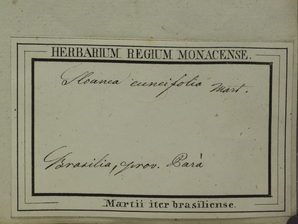 HERBARIUM REGIUM MONACENSE.
Sloanea cuneifolia Mart.
Brasilia, prov. Pará
Martii iter brasiliense.